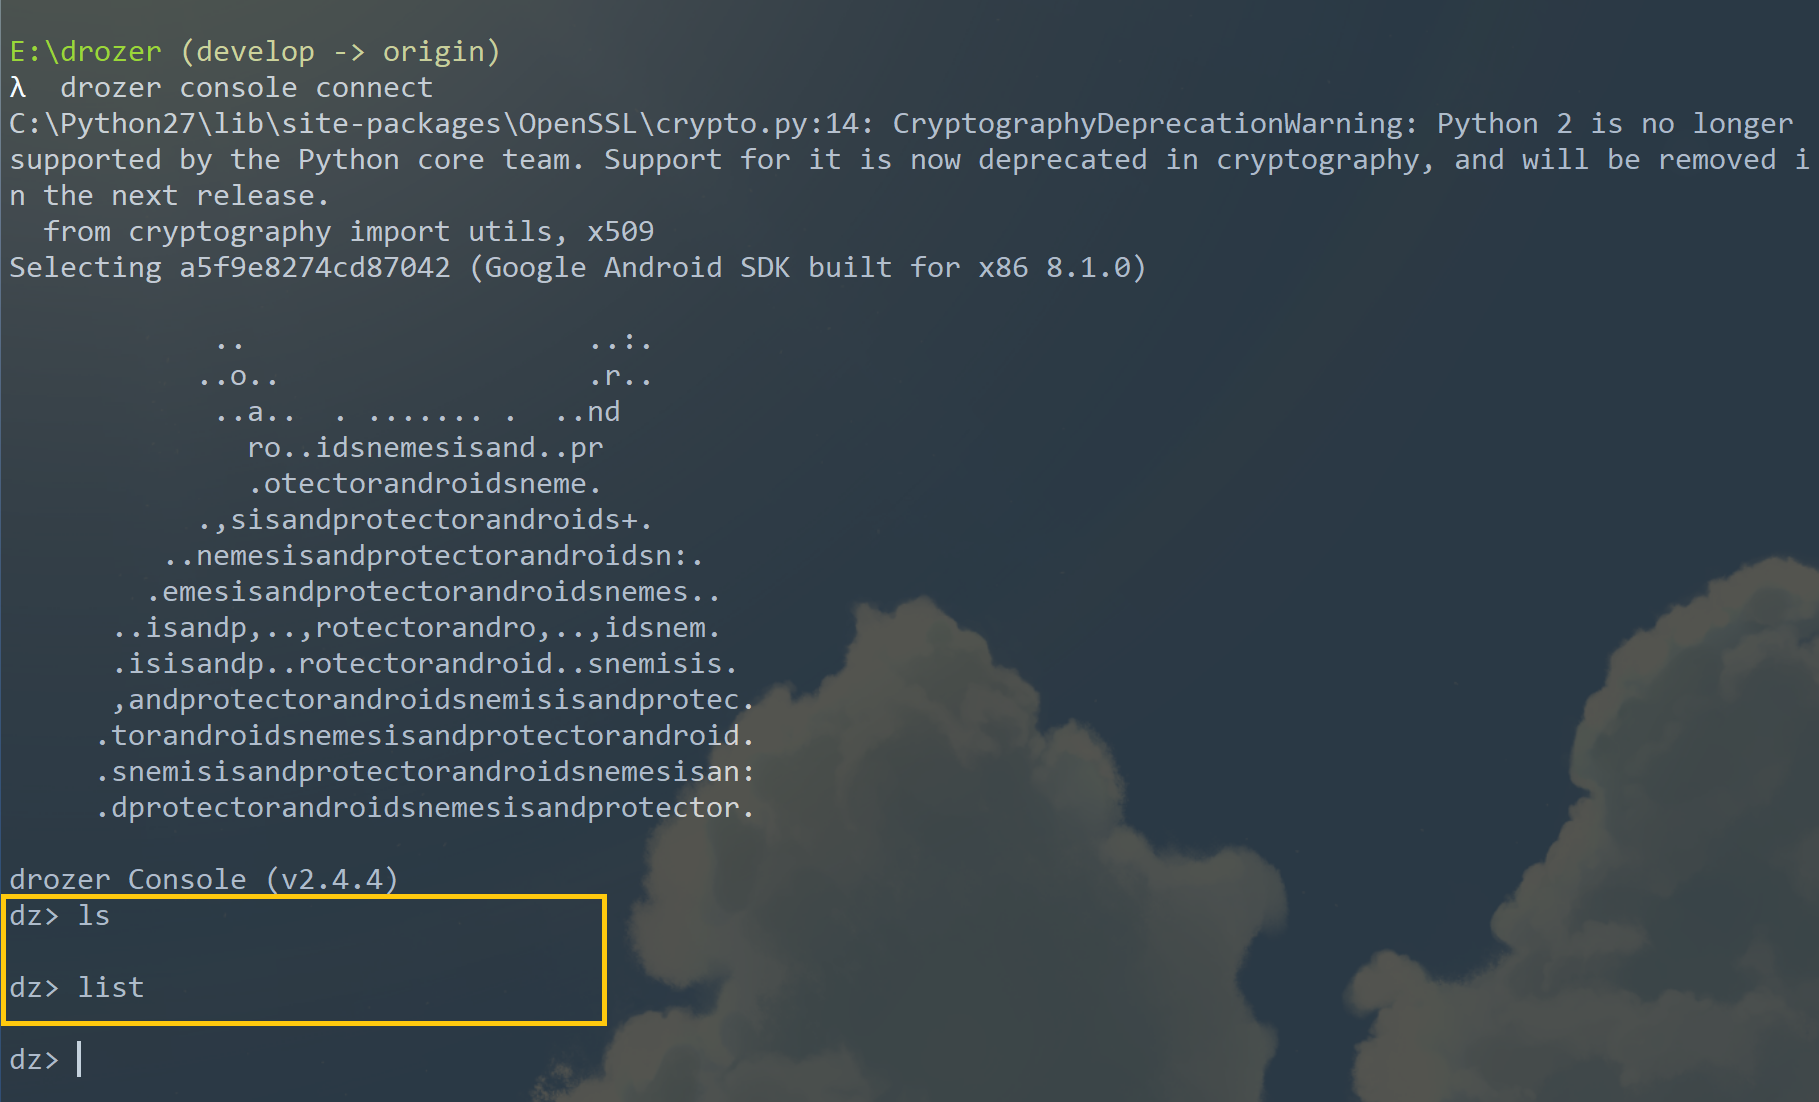 E:\drozer (develop -> origin)
λ  drozer console connect
C:\Python27\lib\site-packages\OpenSSL\crypto.py:14: CryptographyDeprecationWarning: Python 2 is no longer
supported by the Python core team. Support for it is now deprecated in cryptography, and will be removed i
n the next release.
  from cryptography import utils, x509
Selecting a5f9e8274cd87042 (Google Android SDK built for x86 8.1.0)
            ..                    ..:.
           ..o..                  .r..
            ..a..  . ....... .  ..nd
              ro..idsnemesisand..pr
              .otectorandroidsneme.
           .,sisandprotectorandroids+.
         ..nemesisandprotectorandroidsn:.
        .emesisandprotectorandroidsnemes..
      ..isandp,..,rotectorandro,..,idsnem.
      .isisandp..rotectorandroid..snemisis.
      ,andprotectorandroidsnemisisandprotec.
     .torandroidsnemesisandprotectorandroid.
     .snemisisandprotectorandroidsnemesisan:
     .dprotectorandroidsnemesisandprotector.
drozer Console (v2.4.4)
dz> ls
dz> list
dz>